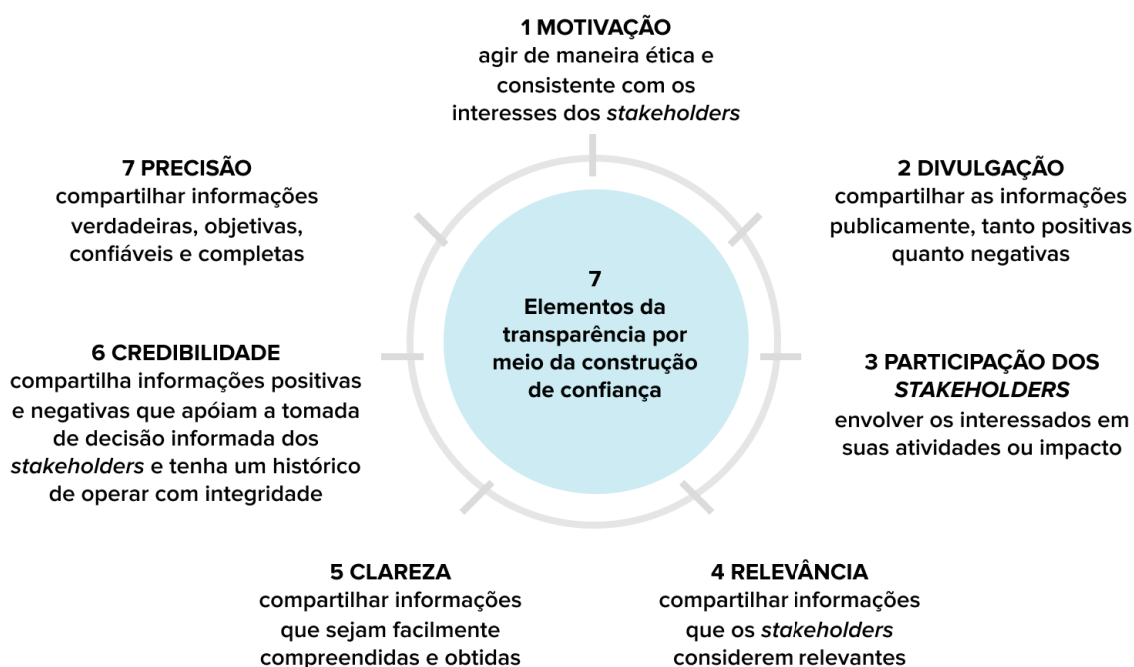 1 MOTIVAÇÃO
agir de maneira ética e
consistente com os
interesses dos stakeholders
2 DIVULGAÇÃO
compartilhar as informações
publicamente, tanto positivas
quanto negativas
3 PARTICIPAÇÃO DOS
STAKEHOLDERS
envolver os interessados em
suas atividades ou impacto
4 RELEVÂNCIA
compartilhar informações
que os stakeholders
considerem relevantes
5 CLAREZA
compartilhar informações
que sejam facilmente
compreendidas e obtidas
6 CREDIBILIDADE
compartilha informações positivas
e negativas que apóiam a tomada
de decisão informada dos
stakeholders e tenha um histórico
de operar com integridade
7 PRECISÃO
compartilhar informações
verdadeiras, objetivas,
confiáveis e completas
7
Elementos da
transparência por
meio da construção
de confiança